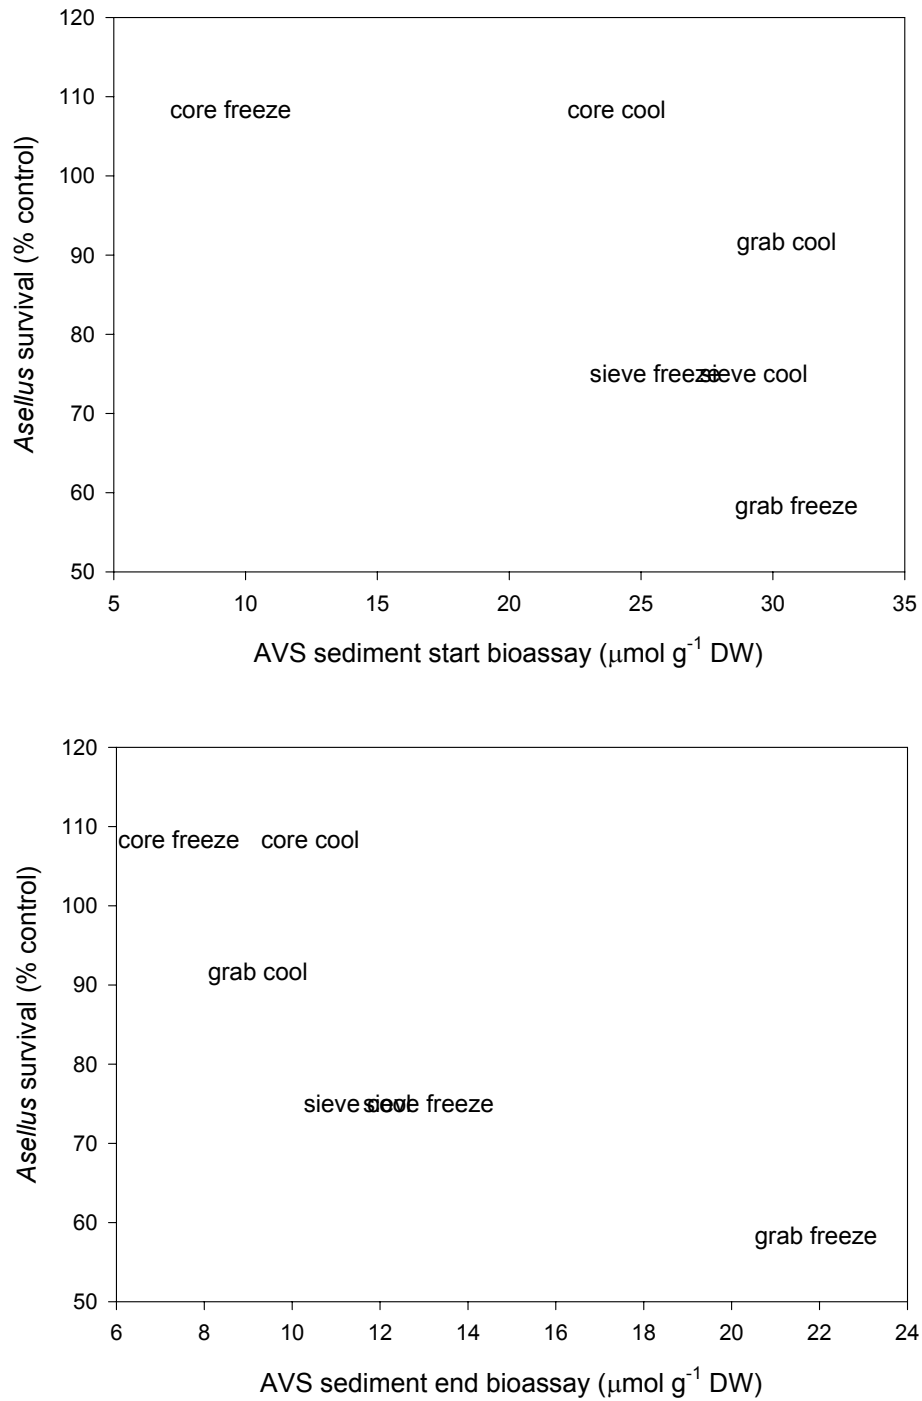 120
110
core freeze core cool
100
90
grab cool
80
sieve freeze sieve cool
70
60
grab freeze
50
5 10 15 20 25 30 35
Asellus survival (% control)
AVS sediment start bioassay (μmol g⁻¹ DW)
120
110
core freeze core cool
100
90
grab cool
80
sieve cool sieve freeze
70
60
grab freeze
50
6 8 10 12 14 16 18 20 22 24
Asellus survival (% control)
AVS sediment end bioassay (μmol g⁻¹ DW)